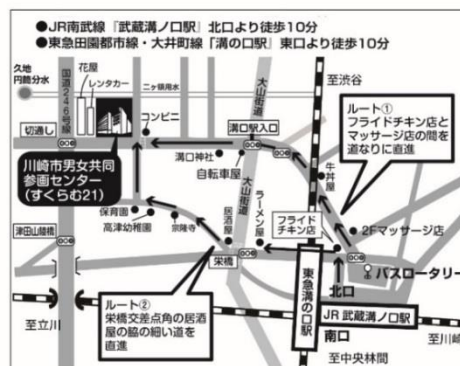 ●JR南武線『武蔵溝ノ口駅』北口より徒歩10分
●東急田園都市線・大井町線『溝の口駅』東口より徒歩10分
久地
円筒分水
国道246号線
花屋
レンタカー
二ヶ領用水
コンビニ
大山街道
至渋谷
切通し
溝口駅入口
ルート①
フライドチキン店と
マッサージ店の間を
道なりに直進
川崎市男女共同
参画センター
(すくらむ21)
溝口神社
自転車屋
牛丼屋
大山街道
ラーメン屋
フライド
チキン店
2Fマッサージ店
保育園
高津幼稚園
宗隆寺
居酒屋
津田山陸橋
栄橋
バスロータリー
北口
ルート②
栄橋交差点角の居酒
屋の脇の細い道を
直進
東急溝の口駅
JR 武蔵溝ノ口駅
南口
至立川
至川崎
至中央林間